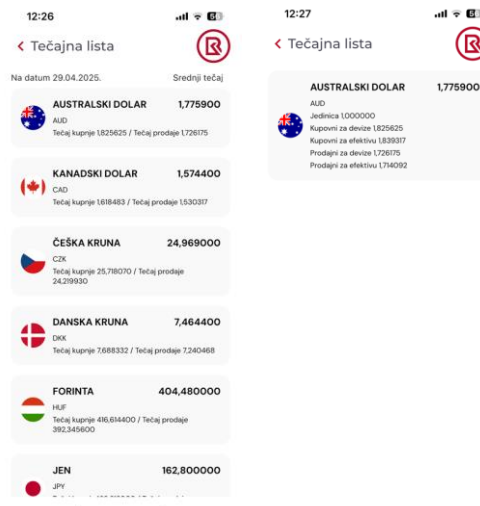 12:26
Tečajna lista
Na datum 29.04.2025. Srednji tečaj
AUSTRALSKI DOLAR 1,775900
AUD
Tečaj kupnje 1,825625 / Tečaj prodaje 1,726175
KANADSKI DOLAR 1,574400
CAD
Tečaj kupnje 1,618483 / Tečaj prodaje 1,530317
ČEŠKA KRUNA 24,969000
CZK
Tečaj kupnje 25,718070 / Tečaj prodaje
24,219930
DANSKA KRUNA 7,464400
DKK
Tečaj kupnje 7,688332 / Tečaj prodaje 7,240468
FORINTA 404,480000
HUF
Tečaj kupnje 416,614400 / Tečaj prodaje
392,345600
JEN 162,800000
JPY
12:27
Tečajna lista
AUSTRALSKI DOLAR 1,775900
AUD
Jedinica 1,000000
Kupovni za devize 1,825625
Kupovni za efektivu 1,839317
Prodajni za devize 1,726175
Prodajni za efektivu 1,714092